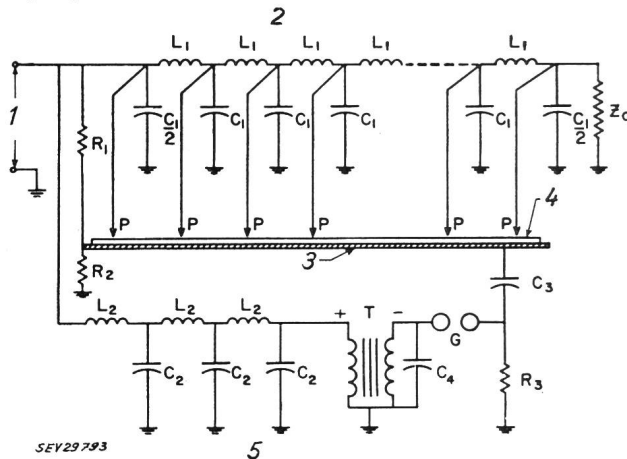 2
L1 L1 L1 L1 L1
1
C1/2 C1 C1 C1 C1 C1/2 Zo
R1
P P P P P P 4
3
R2
C3
L2 L2 L2 + T -
G
C2 C2 C2 C4 R3
SEV29793 5